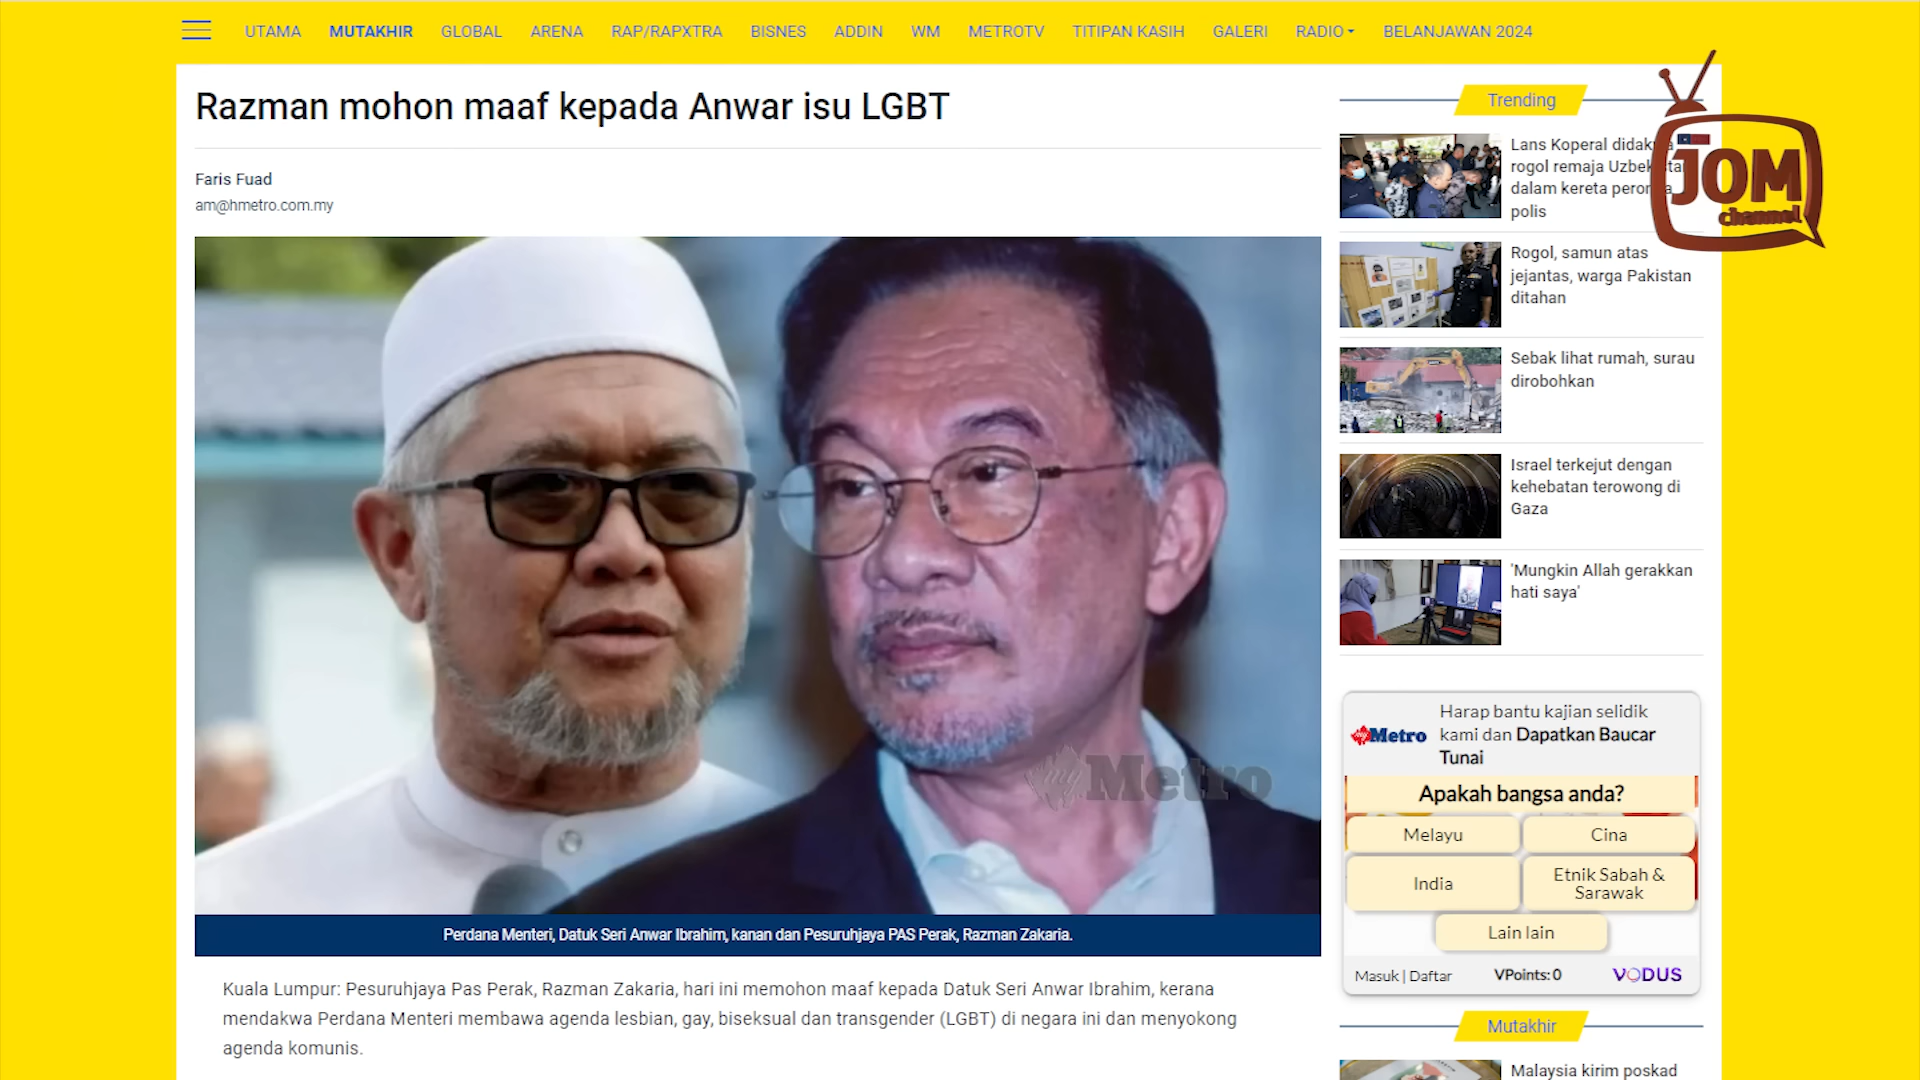 UTAMA MUTAKHIR GLOBAL ARENA RAP/RAPXTRA BISNES ADDIN WM METROTV TITIPAN KASIH GALERI RADIO BELANJAWAN 2024
Razman mohon maaf kepada Anwar isu LGBT
Faris Fuad
am@hmetro.com.my
my Metro
Perdana Menteri, Datuk Seri Anwar Ibrahim, kanan dan Pesuruhjaya PAS Perak, Razman Zakaria.
Kuala Lumpur: Pesuruhjaya Pas Perak, Razman Zakaria, hari ini memohon maaf kepada Datuk Seri Anwar Ibrahim, kerana
mendakwa Perdana Menteri membawa agenda lesbian, gay, biseksual dan transgender (LGBT) di negara ini dan menyokong
agenda komunis.
Trending
JOM
channel
Lans Koperal didak
rogol remaja Uzbek
dalam kereta
polis
Rogol, samun atas
jejantas, warga Pakistan
ditahan
Sebak lihat rumah, surau
dirobohkan
Israel terkejut dengan
kehebatan terowong di
Gaza
'Mungkin Allah gerakkan
hati saya'
my Metro
Harap bantu kajian selidik
kami dan Dapatkan Baucar
Tunai
Apakah bangsa anda?
Melayu Cina
India Etnik Sabah &
Sarawak
Lain lain
Masuk | Daftar VPoints: 0 VODUS
Mutakhir
Malaysia kirim poskad